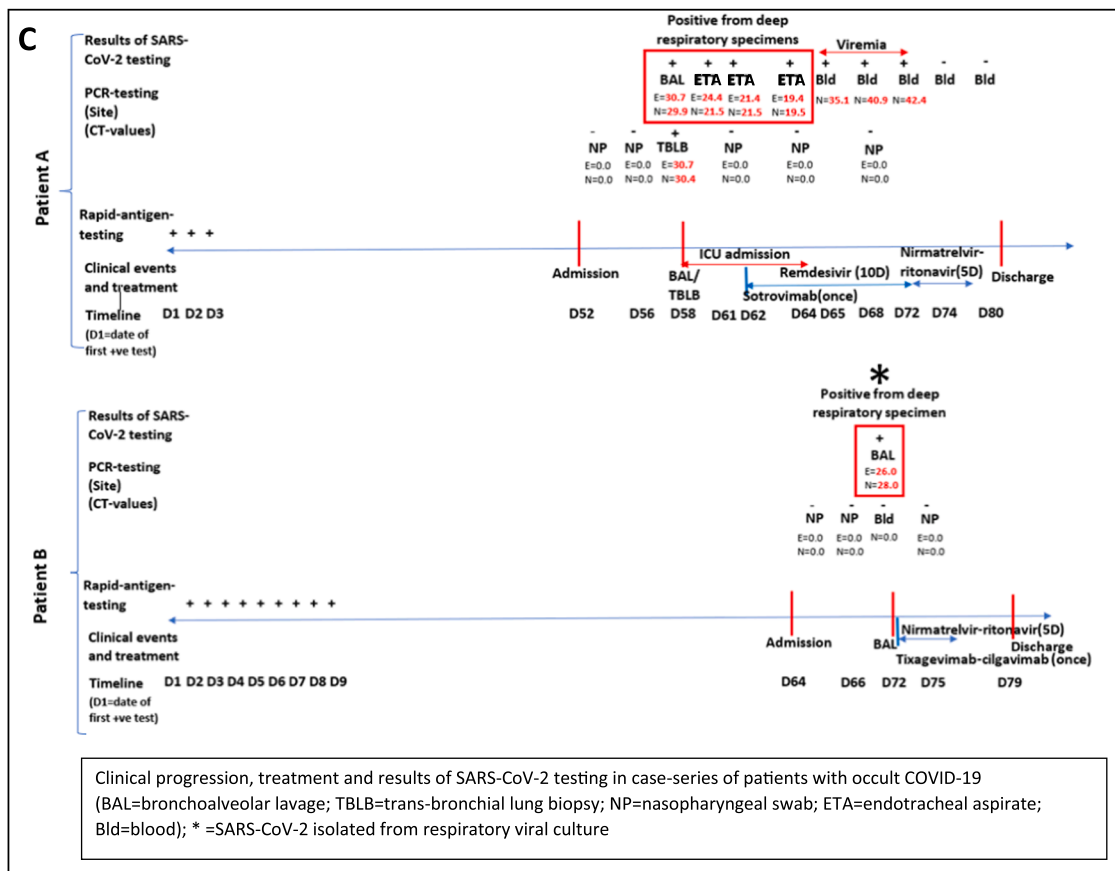 C
Positive from deep
respiratory specimens
Results of SARS-
CoV-2 testing
Viremia
+ + + + + + + - -
BAL ETA ETA ETA Bld Bld Bld Bld Bld
PCR-testing
(Site)
(CT-values)
E=30.7 E=24.4 E=21.4 E=19.4 N=35.1 N=40.9 N=42.4
N=29.9 N=21.5 N=21.5 N=19.5
- - + - - -
NP NP TBLB NP NP NP
E=0.0 E=0.0 E=30.7 E=0.0 E=0.0 E=0.0
N=0.0 N=0.0 N=30.4 N=0.0 N=0.0 N=0.0
Patient A
Rapid-antigen-
testing + + +
Clinical events
and treatment
Admission
BAL/
TBLB
ICU admission
Remdesivir (10D)
Sotrovimab(once)
Nirmatrelvir-
ritonavir(5D)
Discharge
Timeline D1 D2 D3 D52 D56 D58 D61 D62 D64 D65 D68 D72 D74 D80
(D1=date of
first +ve test)
*
Positive from deep
respiratory specimen
Results of SARS-
CoV-2 testing
+
BAL
E=26.0
N=28.0
PCR-testing
(Site)
(CT-values)
- - - -
NP NP Bld NP
E=0.0 E=0.0 N=0.0 E=0.0
N=0.0 N=0.0 N=0.0
Patient B
Rapid-antigen-
testing + + + + + + + + +
Clinical events
and treatment
Admission
BAL
Nirmatrelvir-ritonavir(5D)
Discharge
Tixagevimab-cilgavimab (once)
Timeline D1 D2 D3 D4 D5 D6 D7 D8 D9 D64 D66 D72 D75 D79
(D1=date of
first +ve test)
Clinical progression, treatment and results of SARS-CoV-2 testing in case-series of patients with occult COVID-19
(BAL=bronchoalveolar lavage; TBLB=trans-bronchial lung biopsy; NP=nasopharyngeal swab; ETA=endotracheal aspirate;
Bld=blood); * =SARS-CoV-2 isolated from respiratory viral culture